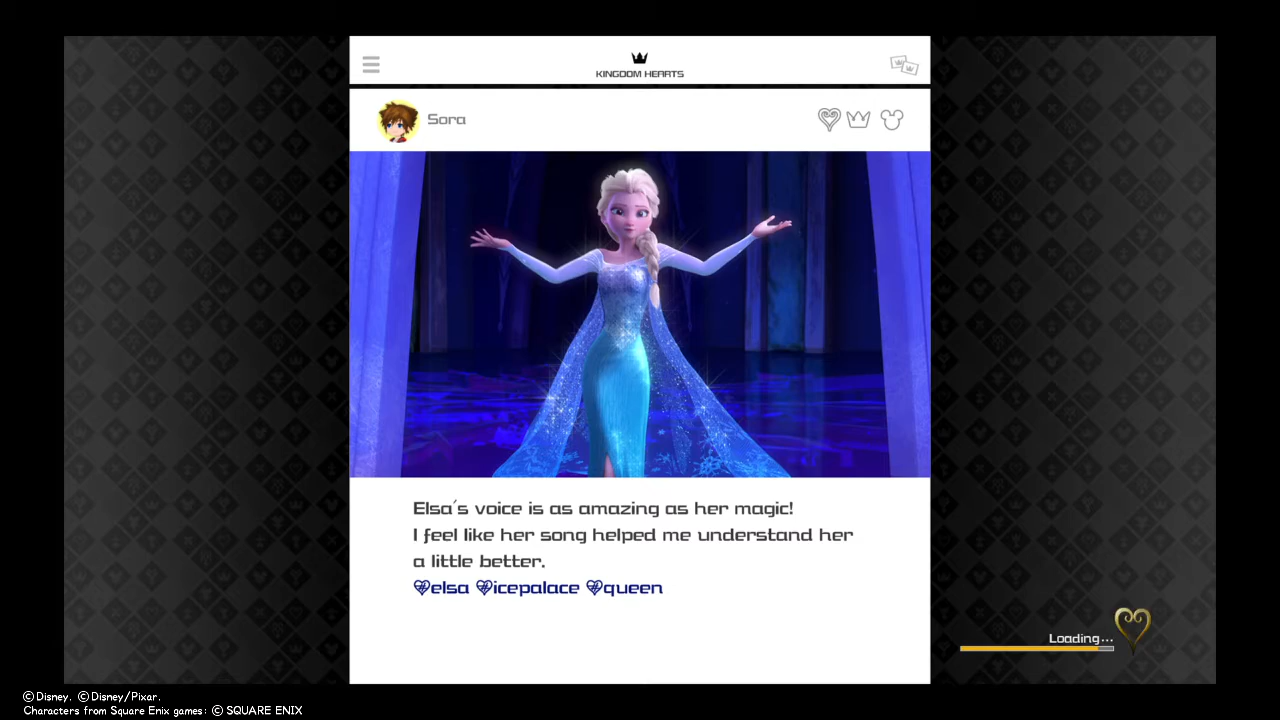 KINGDOM HEARTS
Sora
Elsa's voice is as amazing as her magic!
I feel like her song helped me understand her
a little better.
#elsa #icepalace #queen
Loading...
©Disney. ©Disney/Pixar.
Characters from Square Enix games: © SQUARE ENIX